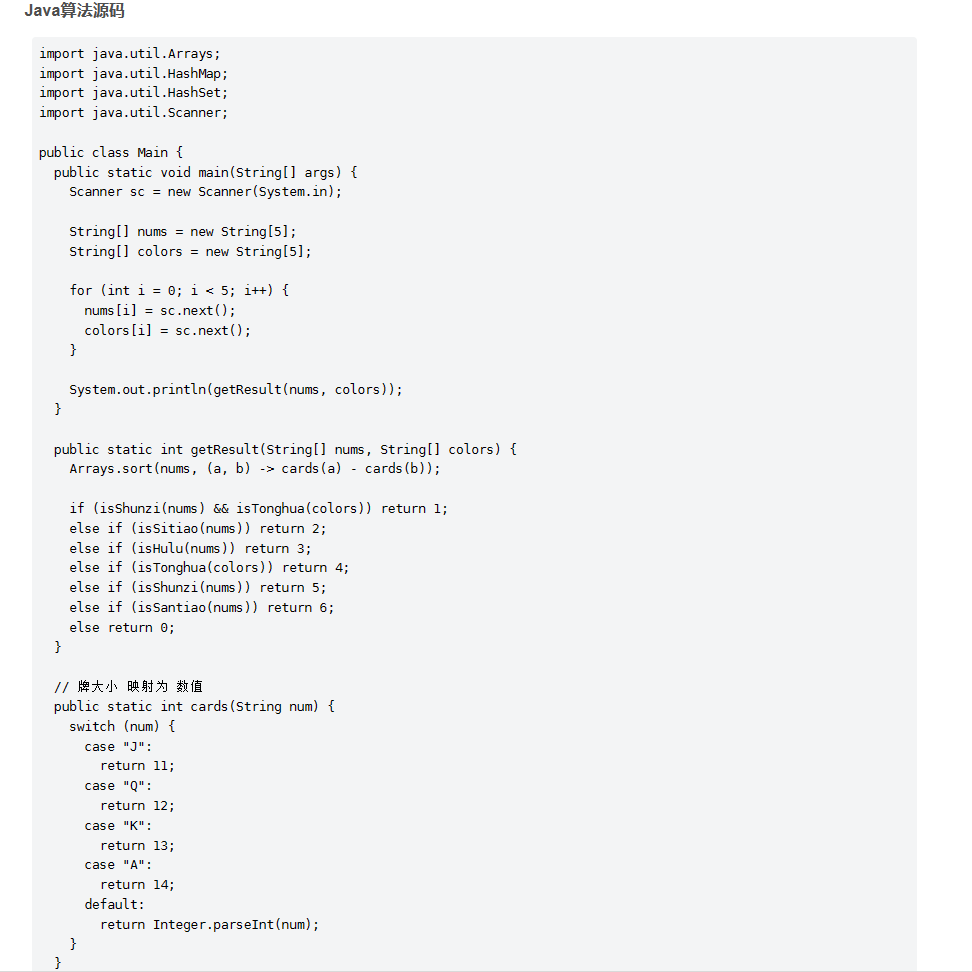 Java算法源码
import java.util.Arrays;
import java.util.HashMap;
import java.util.HashSet;
import java.util.Scanner;
public class Main {
  public static void main(String[] args) {
    Scanner sc = new Scanner(System.in);
    String[] nums = new String[5];
    String[] colors = new String[5];
    for (int i = 0; i < 5; i++) {
      nums[i] = sc.next();
      colors[i] = sc.next();
    }
    System.out.println(getResult(nums, colors));
  }
  public static int getResult(String[] nums, String[] colors) {
    Arrays.sort(nums, (a, b) -> cards(a) - cards(b));
    if (isShunzi(nums) && isTonghua(colors)) return 1;
    else if (isSitiao(nums)) return 2;
    else if (isHulu(nums)) return 3;
    else if (isTonghua(colors)) return 4;
    else if (isShunzi(nums)) return 5;
    else if (isSantiao(nums)) return 6;
    else return 0;
  }
  // 牌大小 映射为 数值
  public static int cards(String num) {
    switch (num) {
      case "J":
        return 11;
      case "Q":
        return 12;
      case "K":
        return 13;
      case "A":
        return 14;
      default:
        return Integer.parseInt(num);
    }
  }